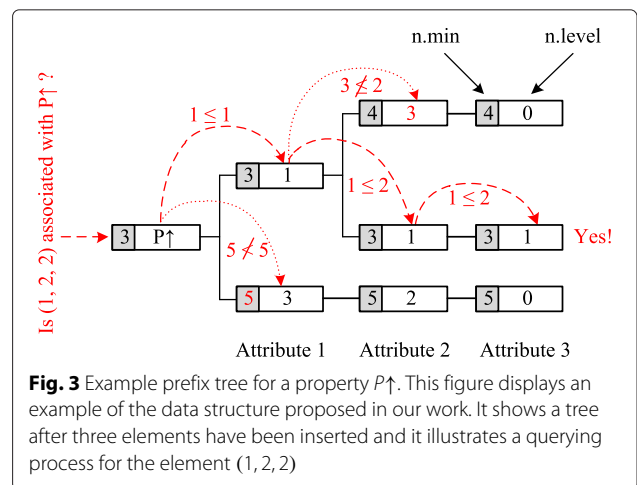 n.min n.level
Is (1, 2, 2) associated with P↑ ?
3 ≰ 2
4 3 4 0
1 ≤ 1
3 1
1 ≤ 2
1 ≤ 2
3 P↑
3 1 3 1 Yes!
5 ≮ 5
5 3 5 2 5 0
Attribute 1 Attribute 2 Attribute 3
Fig. 3 Example prefix tree for a property P↑. This figure displays an
example of the data structure proposed in our work. It shows a tree
after three elements have been inserted and it illustrates a querying
process for the element (1, 2, 2)